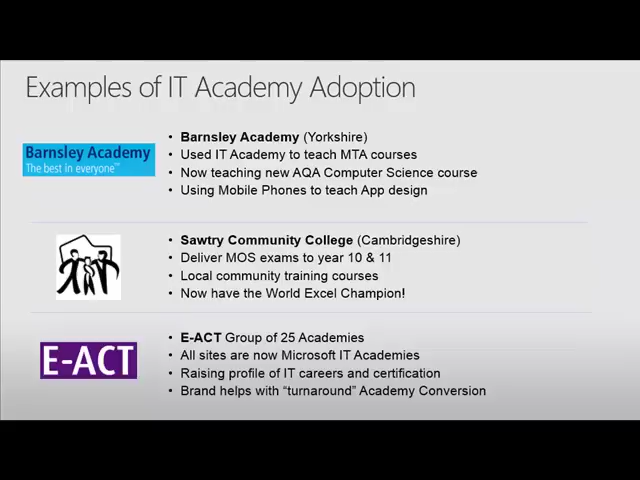 Examples of IT Academy Adoption
Barnsley Academy
The best in everyone™
• Barnsley Academy (Yorkshire)
• Used IT Academy to teach MTA courses
• Now teaching new AQA Computer Science course
• Using Mobile Phones to teach App design
• Sawtry Community College (Cambridgeshire)
• Deliver MOS exams to year 10 & 11
• Local community training courses
• Now have the World Excel Champion!
E-ACT
• E-ACT Group of 25 Academies
• All sites are now Microsoft IT Academies
• Raising profile of IT careers and certification
• Brand helps with “turnaround” Academy Conversion